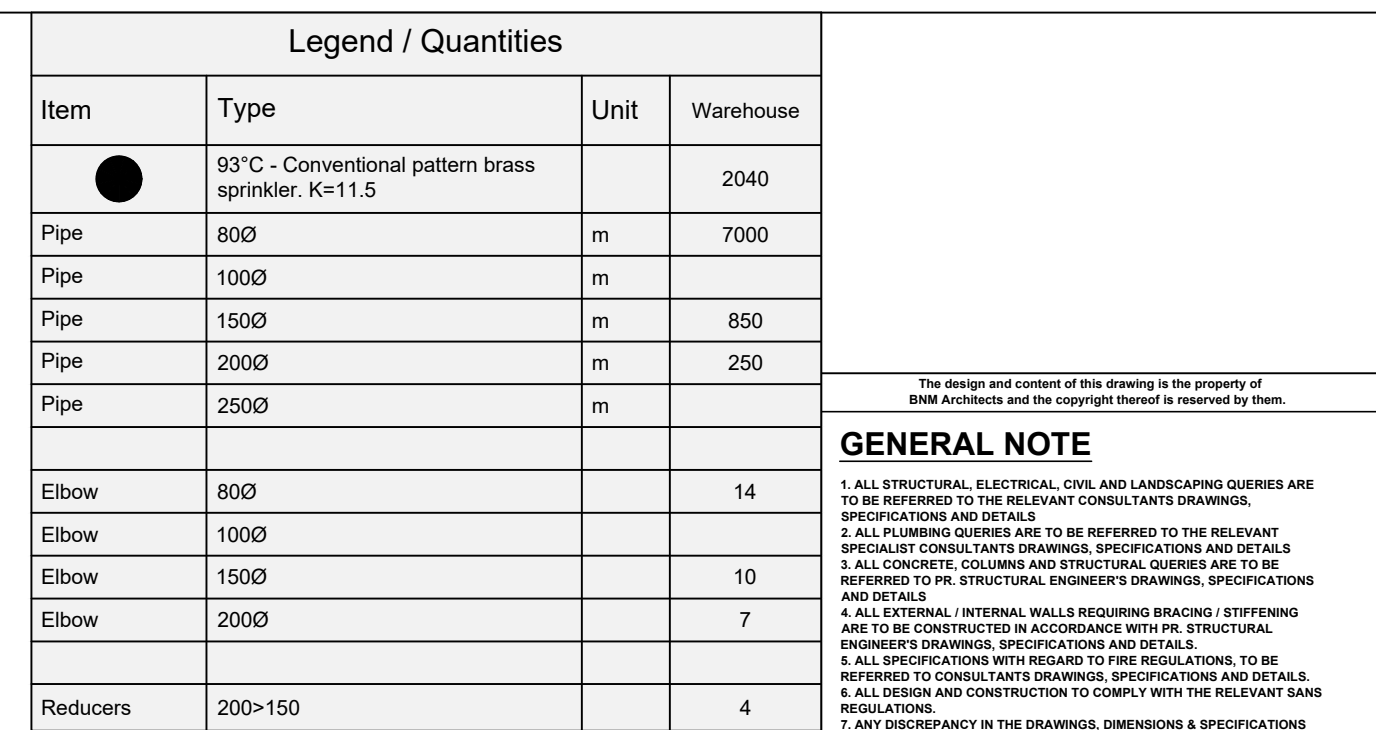 Legend / Quantities
Item Type Unit Warehouse
93°C - Conventional pattern brass
sprinkler. K=11.5 2040
Pipe 80Ø m 7000
Pipe 100Ø m
Pipe 150Ø m 850
Pipe 200Ø m 250
Pipe 250Ø m
Elbow 80Ø 14
Elbow 100Ø
Elbow 150Ø 10
Elbow 200Ø 7
Reducers 200>150 4
The design and content of this drawing is the property of
BNM Architects and the copyright thereof is reserved by them.
GENERAL NOTE
1. ALL STRUCTURAL, ELECTRICAL, CIVIL AND LANDSCAPING QUERIES ARE
TO BE REFERRED TO THE RELEVANT CONSULTANTS DRAWINGS,
SPECIFICATIONS AND DETAILS
2. ALL PLUMBING QUERIES ARE TO BE REFERRED TO THE RELEVANT
SPECIALIST CONSULTANTS DRAWINGS, SPECIFICATIONS AND DETAILS
3. ALL CONCRETE, COLUMNS AND STRUCTURAL QUERIES ARE TO BE
REFERRED TO PR. STRUCTURAL ENGINEER'S DRAWINGS, SPECIFICATIONS
AND DETAILS
4. ALL EXTERNAL / INTERNAL WALLS REQUIRING BRACING / STIFFENING
ARE TO BE CONSTRUCTED IN ACCORDANCE WITH PR. STRUCTURAL
ENGINEER'S DRAWINGS, SPECIFICATIONS AND DETAILS.
5. ALL SPECIFICATIONS WITH REGARD TO FIRE REGULATIONS, TO BE
REFERRED TO CONSULTANTS DRAWINGS, SPECIFICATIONS AND DETAILS.
6. ALL DESIGN AND CONSTRUCTION TO COMPLY WITH THE RELEVANT SANS
REGULATIONS.
7. ANY DISCREPANCY IN THE DRAWINGS, DIMENSIONS & SPECIFICATIONS